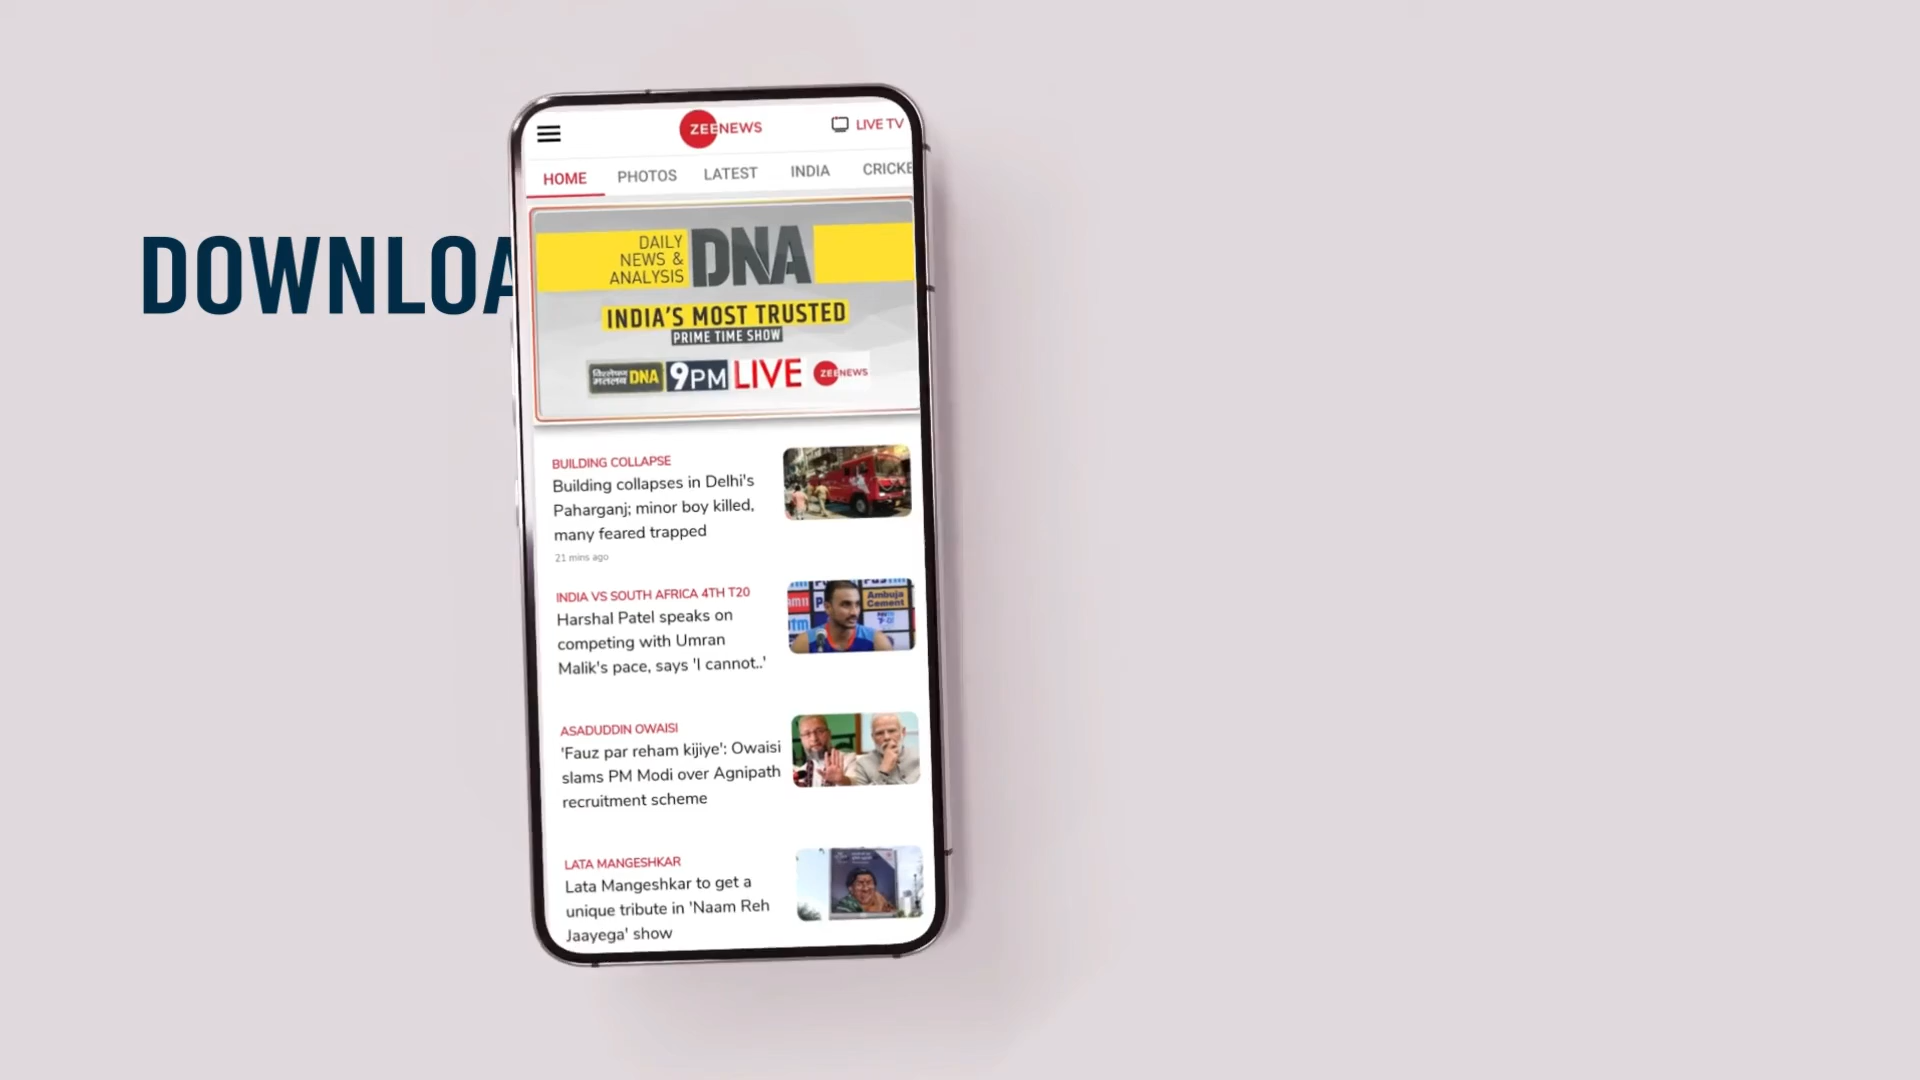 DOWNLOA
ZEENEWS
LIVE TV
HOME PHOTOS LATEST INDIA CRICKE
DAILY
NEWS &
ANALYSIS
DNA
INDIA'S MOST TRUSTED
PRIME TIME SHOW
विश्लेषण
मतलब DNA
9PM LIVE ZEENEWS
BUILDING COLLAPSE
Building collapses in Delhi's
Paharganj; minor boy killed,
many feared trapped
21 mins ago
INDIA VS SOUTH AFRICA 4TH T20
Harshal Patel speaks on
competing with Umran
Malik's pace, says 'I cannot..'
Ambuja
Cement
ASADUDDIN OWAISI
'Fauz par reham kijiye': Owaisi
slams PM Modi over Agnipath
recruitment scheme
LATA MANGESHKAR
Lata Mangeshkar to get a
unique tribute in 'Naam Reh
Jaayega' show